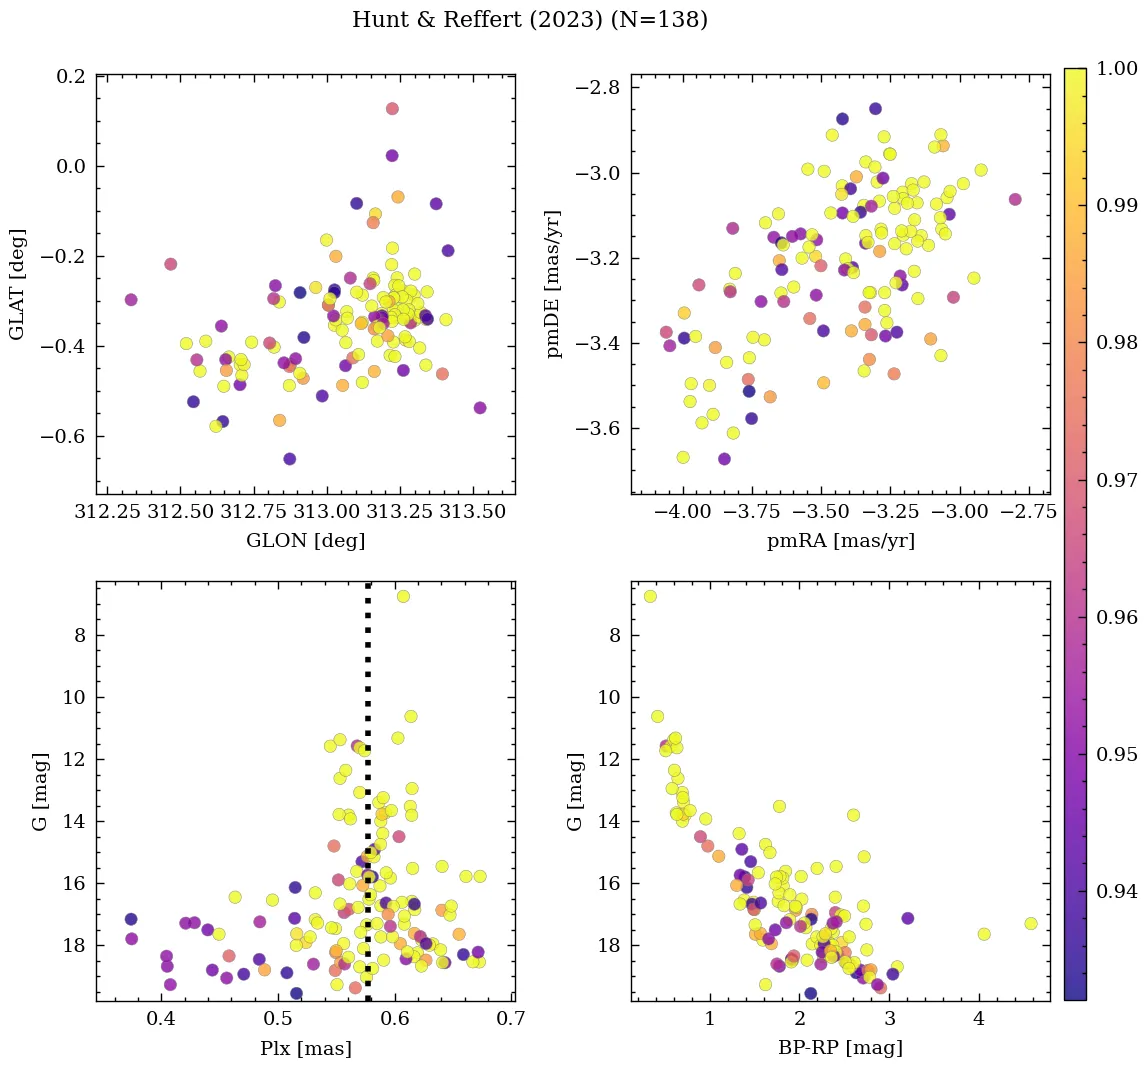 Hunt & Reffert (2023) (N=138)
0.2
0.0
−0.2
−0.4
−0.6
GLAT [deg]
312.25 312.50 312.75 313.00 313.25 313.50
GLON [deg]
−2.8
−3.0
−3.2
−3.4
−3.6
pmDE [mas/yr]
−4.00 −3.75 −3.50 −3.25 −3.00 −2.75
pmRA [mas/yr]
1.00
0.99
0.98
0.97
0.96
0.95
0.94
8
10
12
14
16
18
G [mag]
0.4 0.5 0.6 0.7
Plx [mas]
8
10
12
14
16
18
G [mag]
1 2 3 4
BP-RP [mag]